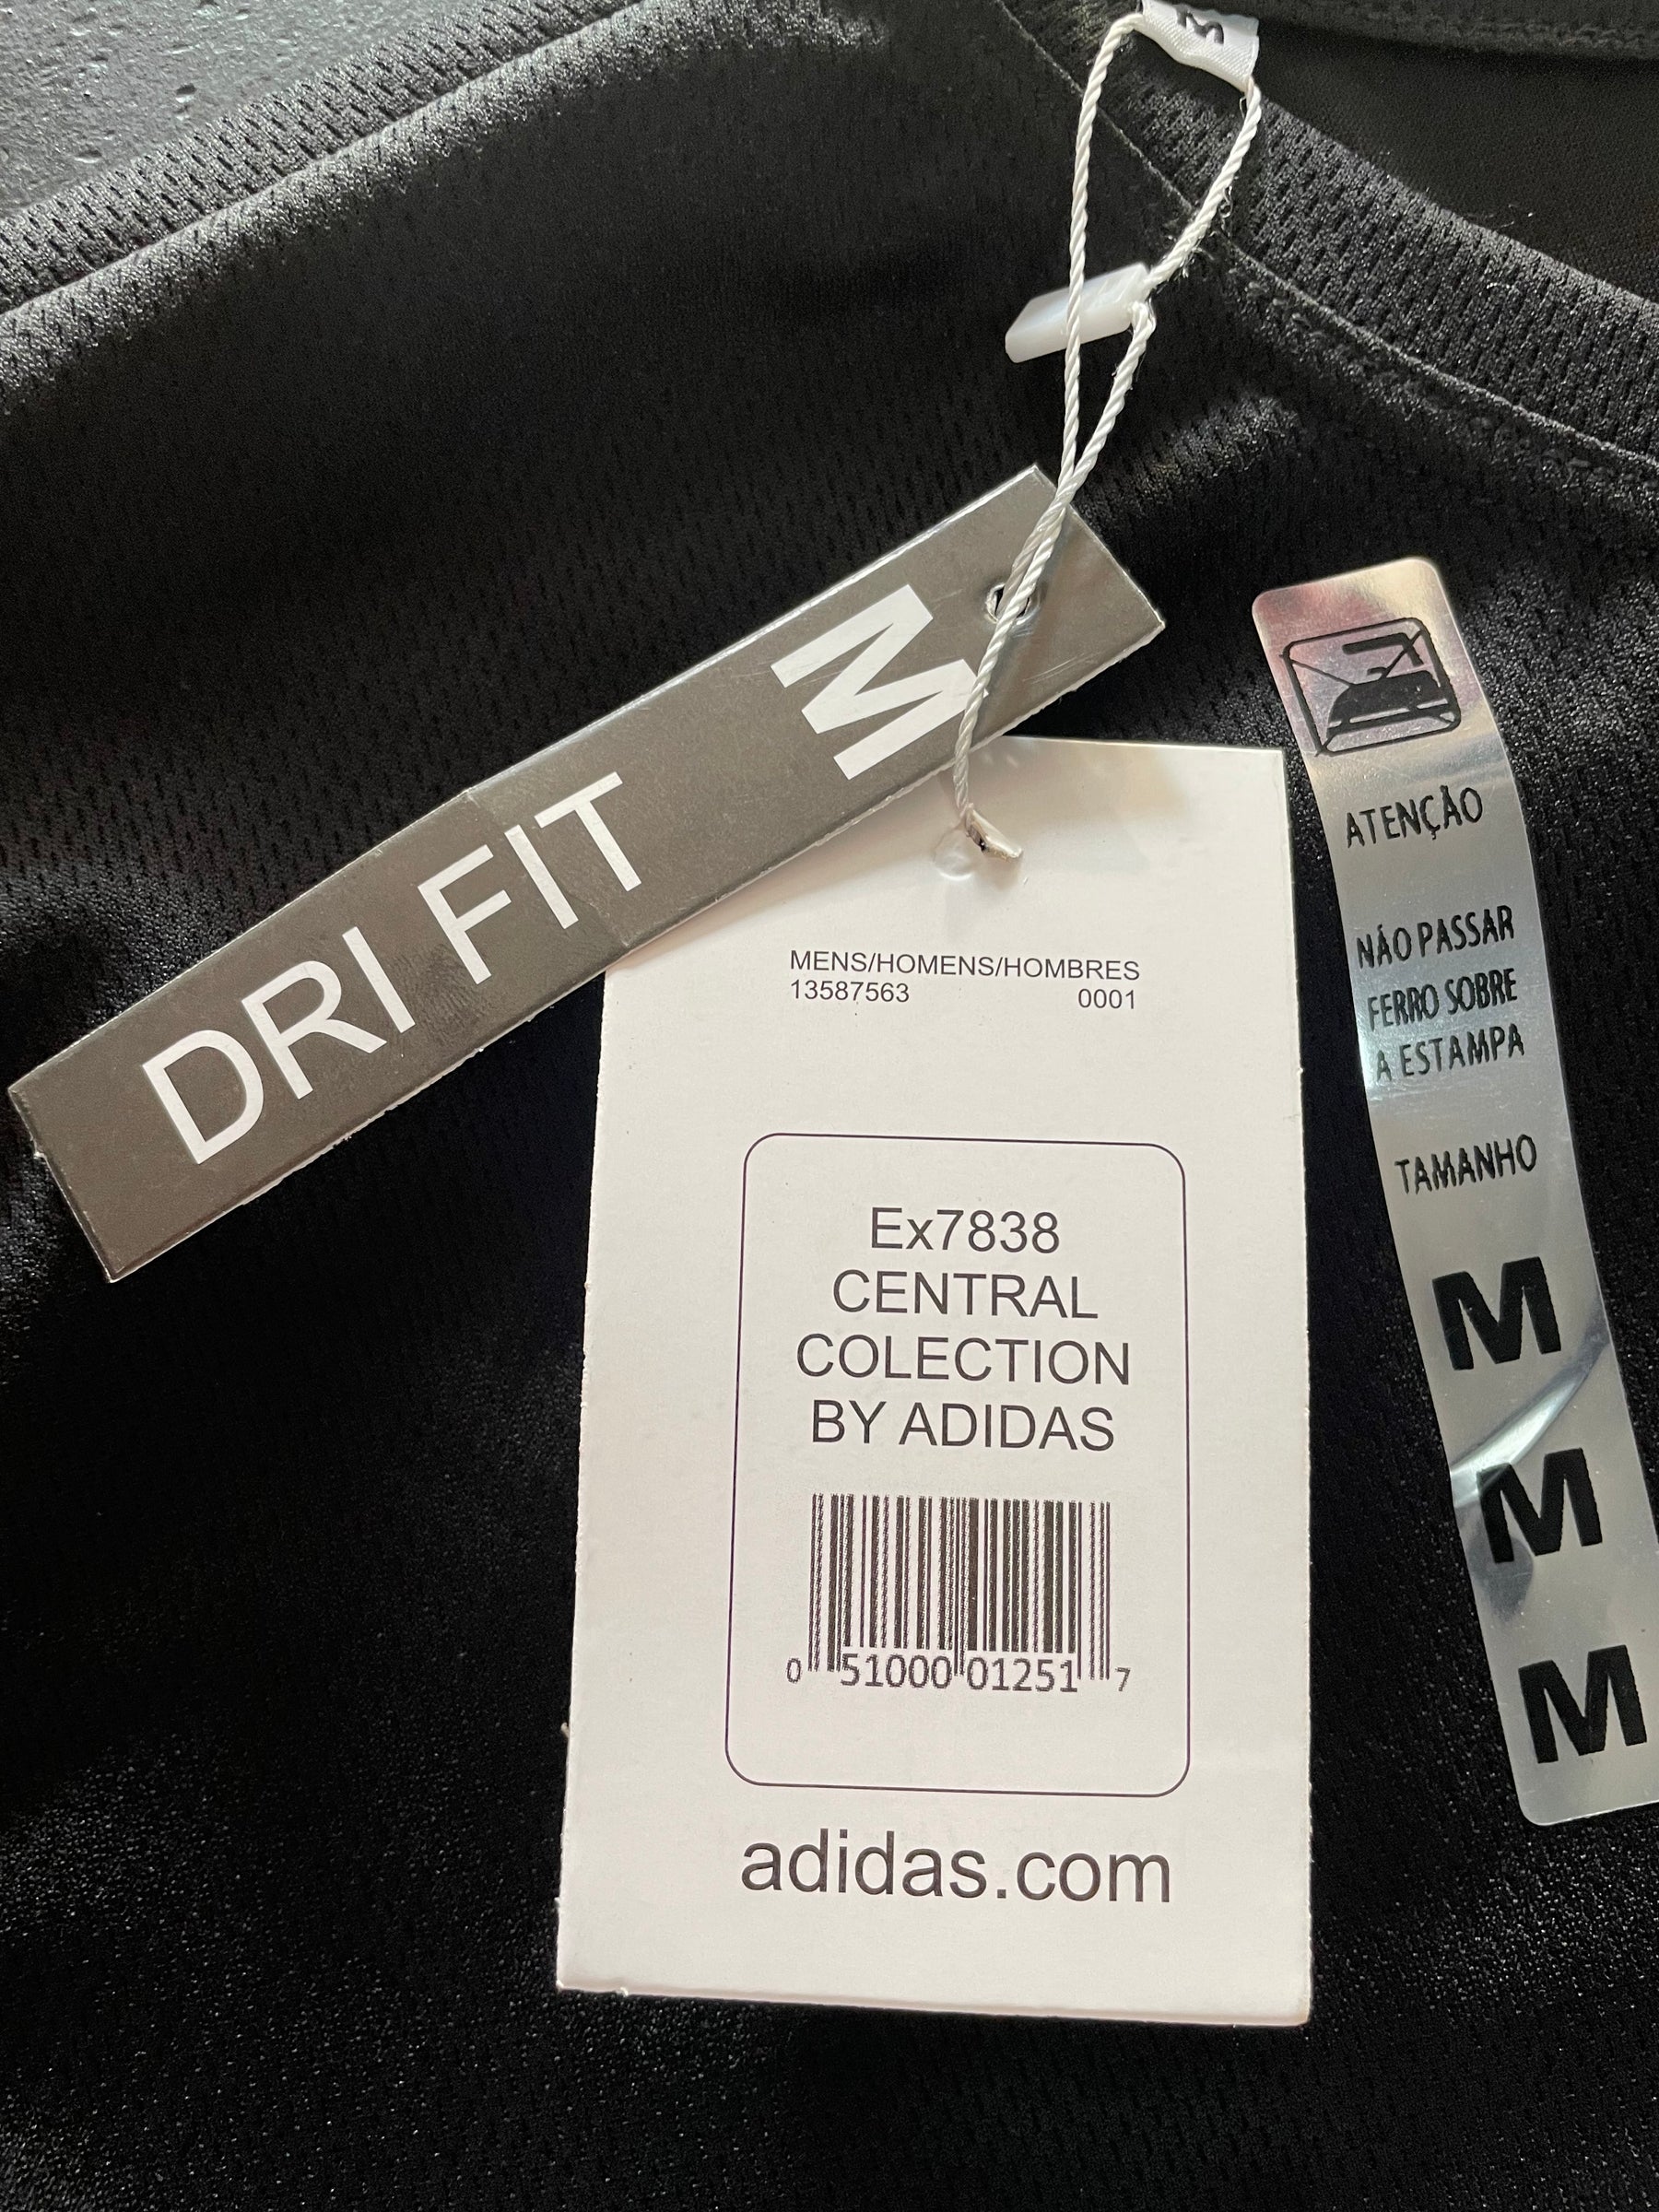 M
DRI FIT M
MENS/HOMENS/HOMBRES
13587563 0001
Ex7838
CENTRAL
COLECTION
BY ADIDAS
0 51000 01251 7
adidas.com
ATENÇÃO
NÃO PASSAR
FERRO SOBRE
A ESTAMPA
TAMANHO
M
M
M